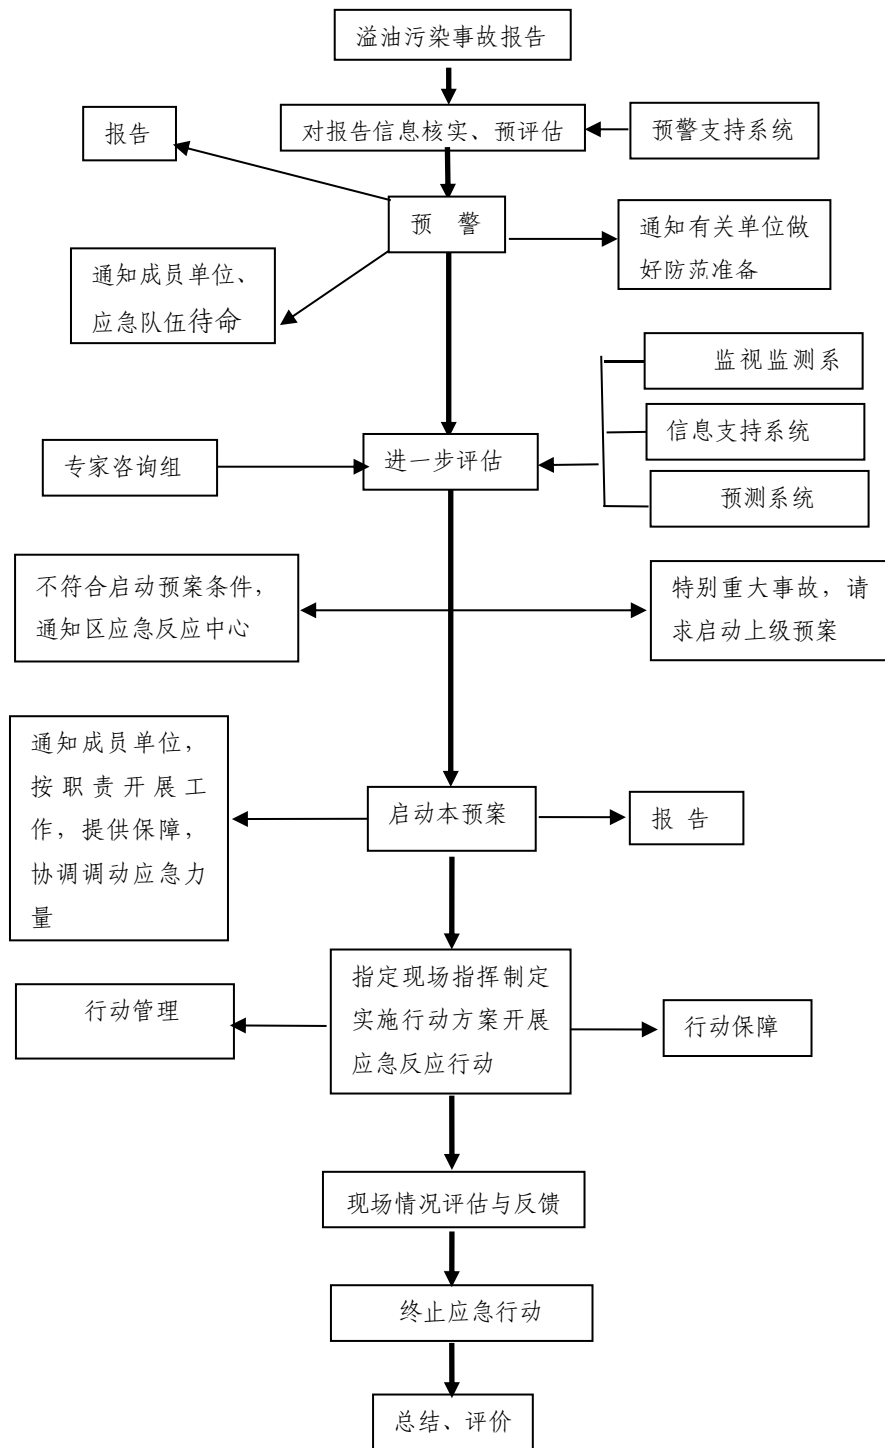 溢油污染事故报告
报告
对报告信息核实、预评估
预警支持系统
预 警
通知有关单位做
好防范准备
通知成员单位、
应急队伍待命
监视监测系
信息支持系统
预测系统
专家咨询组
进一步评估
不符合启动预案条件，
通知区应急反应中心
特别重大事故，请
求启动上级预案
通知成员单位，
按职责开展工
作，提供保障，
协调调动应急力
量
启动本预案
报 告
指定现场指挥制定
实施行动方案开展
应急反应行动
行动管理
行动保障
现场情况评估与反馈
终止应急行动
总结、评价